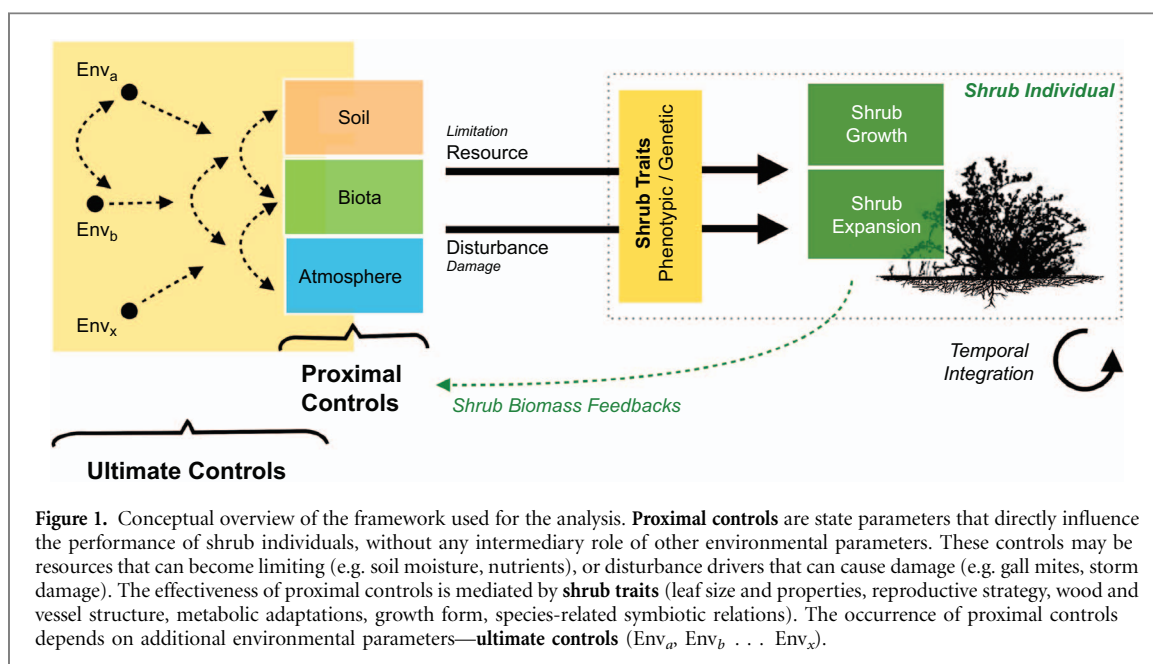 Envₐ
Env_b
Envₓ
Soil
Biota
Atmosphere
Proximal
Controls
Ultimate Controls
Limitation
Resource
Disturbance
Damage
Shrub Traits
Phenotypic / Genetic
Shrub Individual
Shrub
Growth
Shrub
Expansion
Shrub Biomass Feedbacks
Temporal
Integration
Figure 1. Conceptual overview of the framework used for the analysis. Proximal controls are state parameters that directly influence
the performance of shrub individuals, without any intermediary role of other environmental parameters. These controls may be
resources that can become limiting (e.g. soil moisture, nutrients), or disturbance drivers that can cause damage (e.g. gall mites, storm
damage). The effectiveness of proximal controls is mediated by shrub traits (leaf size and properties, reproductive strategy, wood and
vessel structure, metabolic adaptations, growth form, species-related symbiotic relations). The occurrence of proximal controls
depends on additional environmental parameters—ultimate controls (Envₐ, Env_b . . . Envₓ).